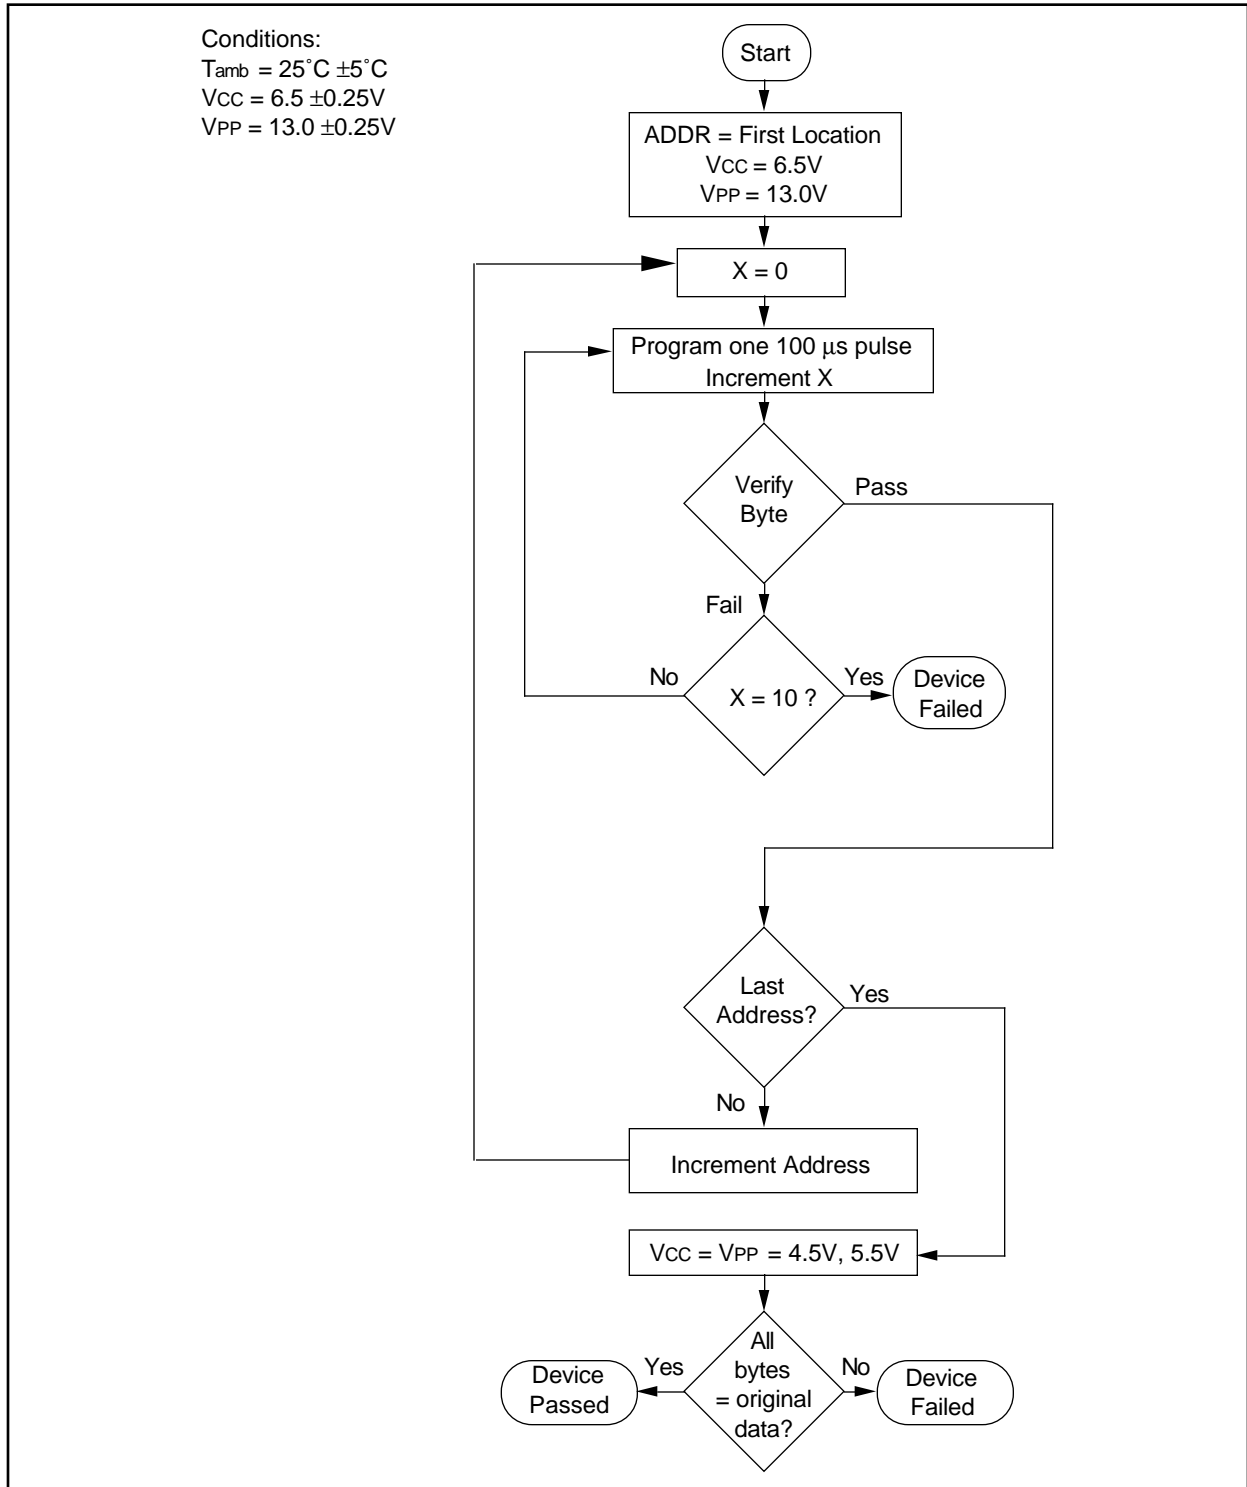 Conditions:
Tamb = 25˚C ±5˚C
VCC = 6.5 ±0.25V
VPP = 13.0 ±0.25V
Start
ADDR = First Location
VCC = 6.5V
VPP = 13.0V
X = 0
Program one 100 µs pulse
Increment X
Verify
Byte
Pass
Fail
X = 10 ?
No
Yes
Device
Failed
Last
Address?
Yes
No
Increment Address
VCC = VPP = 4.5V, 5.5V
All
bytes
= original
data?
Yes
No
Device
Passed
Device
Failed